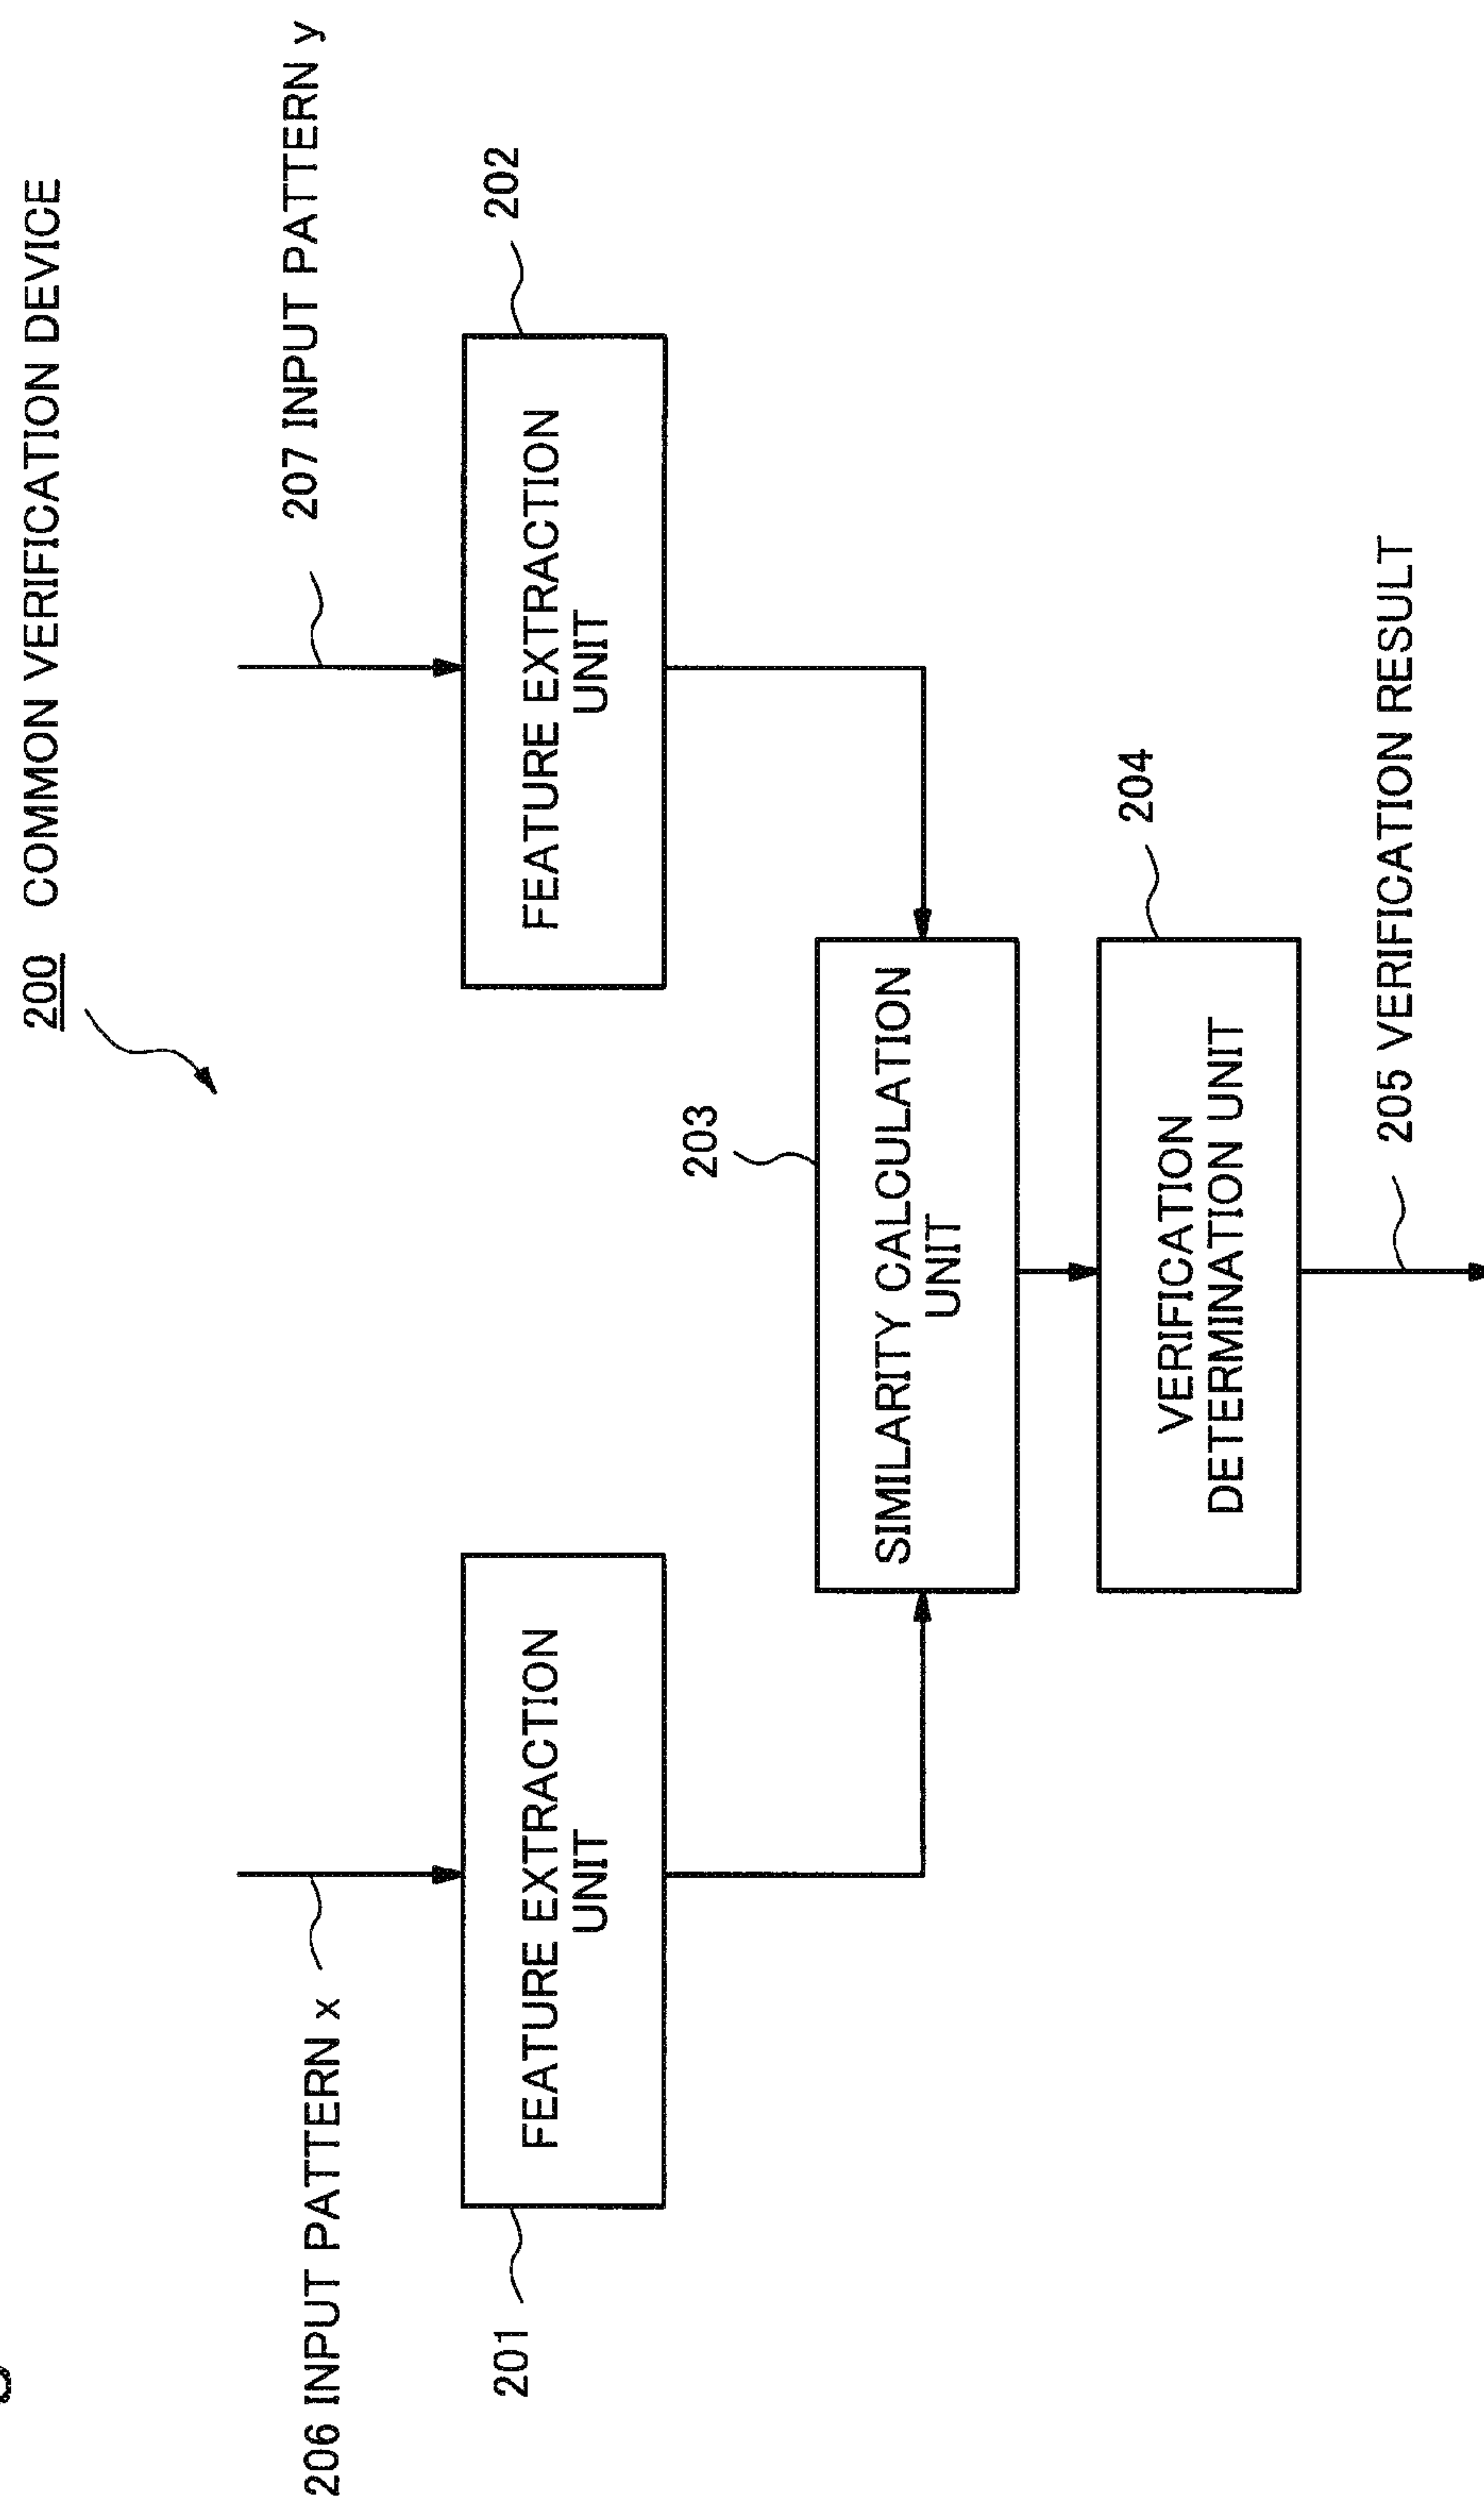 200 COMMON VERIFICATION DEVICE
206 INPUT PATTERN x
207 INPUT PATTERN y
201
FEATURE EXTRACTION
UNIT
202
FEATURE EXTRACTION
UNIT
203
SIMILARITY CALCULATION
UNIT
204
VERIFICATION
DETERMINATION UNIT
205 VERIFICATION RESULT